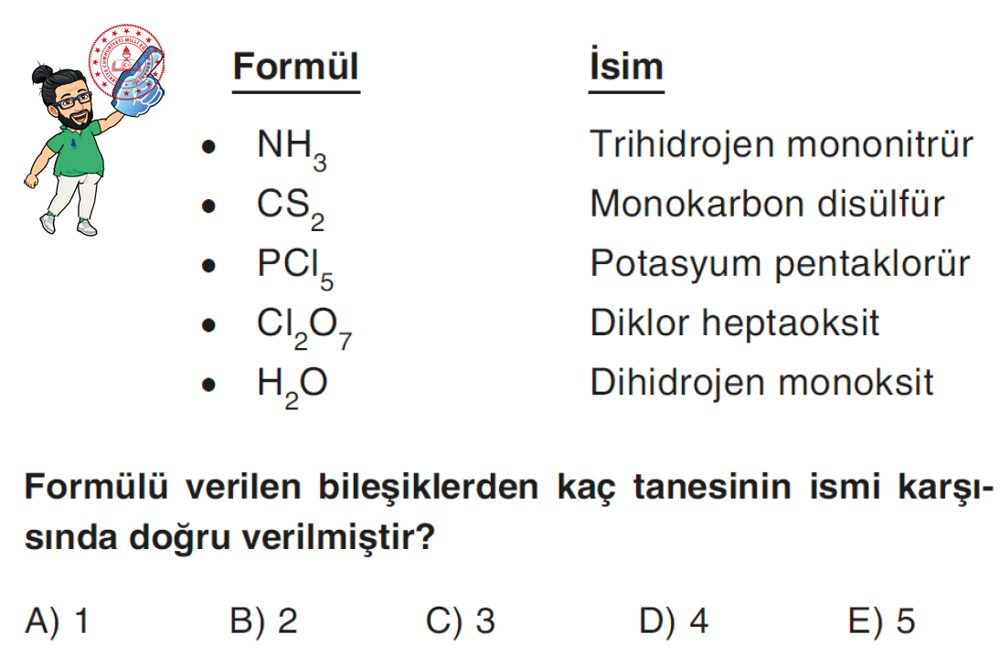 Formül İsim
• NH₃ Trihidrojen mononitrür
• CS₂ Monokarbon disülfür
• PCl₅ Potasyum pentaklorür
• Cl₂O₇ Diklor heptaoksit
• H₂O Dihidrojen monoksit
Formülü verilen bileşiklerden kaç tanesinin ismi karşı-
sında doğru verilmiştir?
A) 1 B) 2 C) 3 D) 4 E) 5